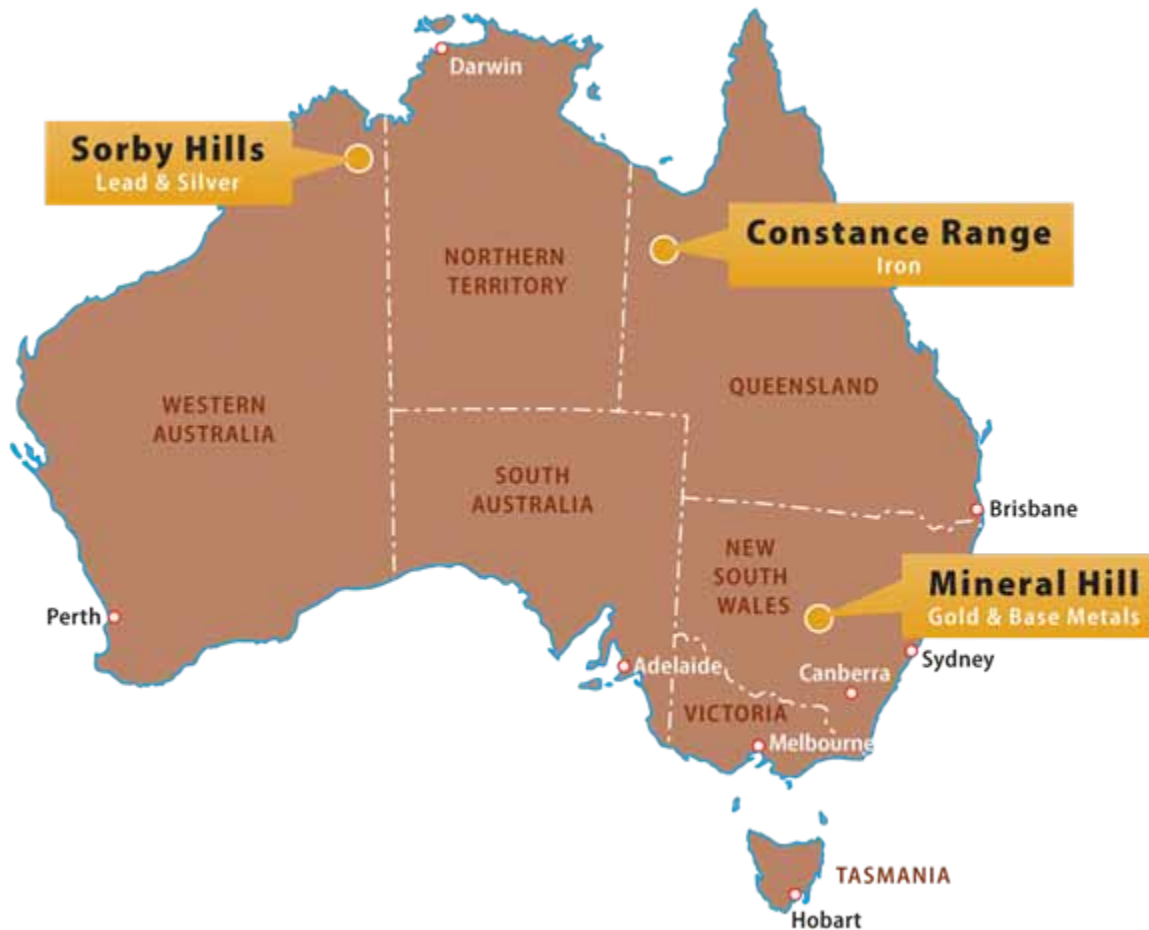 Darwin
Sorby Hills
Lead & Silver
Constance Range
Iron
NORTHERN
TERRITORY
QUEENSLAND
WESTERN
AUSTRALIA
SOUTH
AUSTRALIA
Brisbane
NEW
SOUTH
WALES
Mineral Hill
Gold & Base Metals
Perth
Adelaide
Canberra
Sydney
VICTORIA
Melbourne
TASMANIA
Hobart